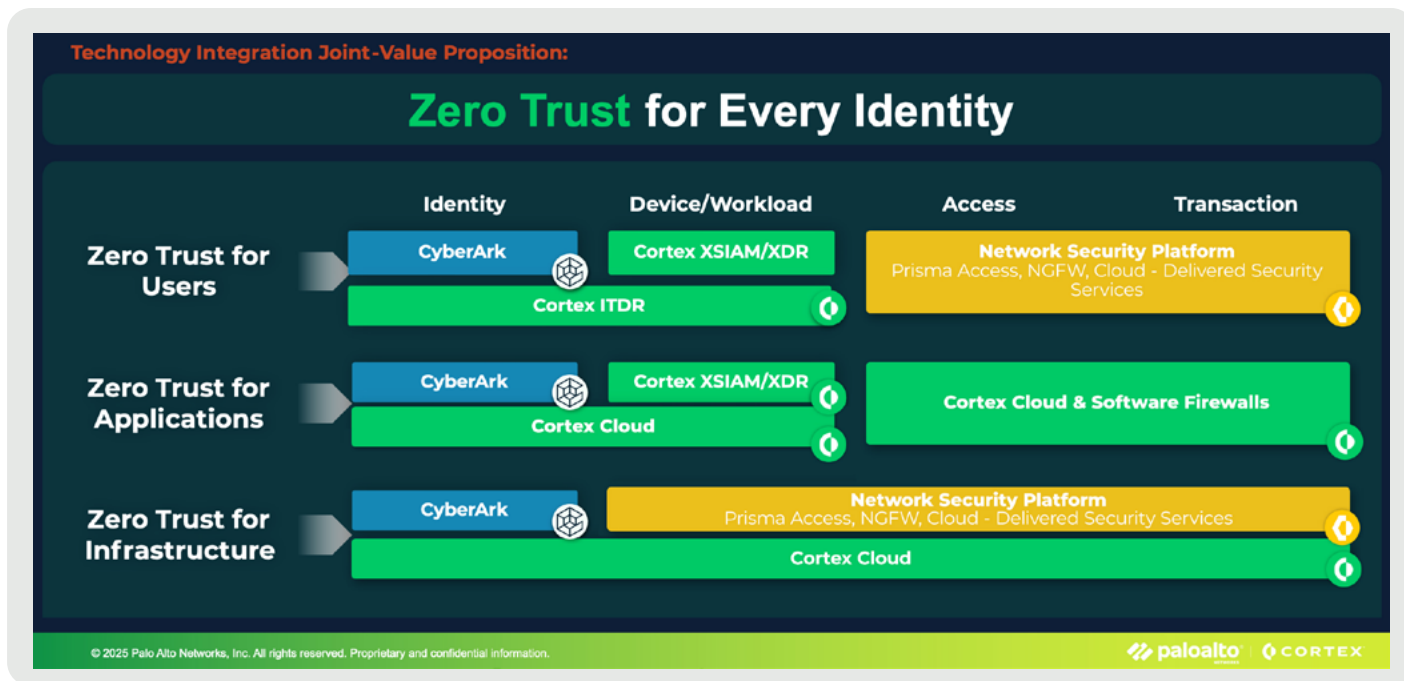 Technology Integration Joint-Value Proposition:
Zero Trust for Every Identity
Identity
Device/Workload
Access
Transaction
Zero Trust for
Users
CyberArk
Cortex XSIAM/XDR
Cortex ITDR
Network Security Platform
Prisma Access, NGFW, Cloud - Delivered Security
Services
Zero Trust for
Applications
CyberArk
Cortex XSIAM/XDR
Cortex Cloud
Cortex Cloud & Software Firewalls
Zero Trust for
Infrastructure
CyberArk
Network Security Platform
Prisma Access, NGFW, Cloud - Delivered Security Services
Cortex Cloud
© 2025 Palo Alto Networks, Inc. All rights reserved. Proprietary and confidential information.
paloalto
NETWORKS
CORTEX